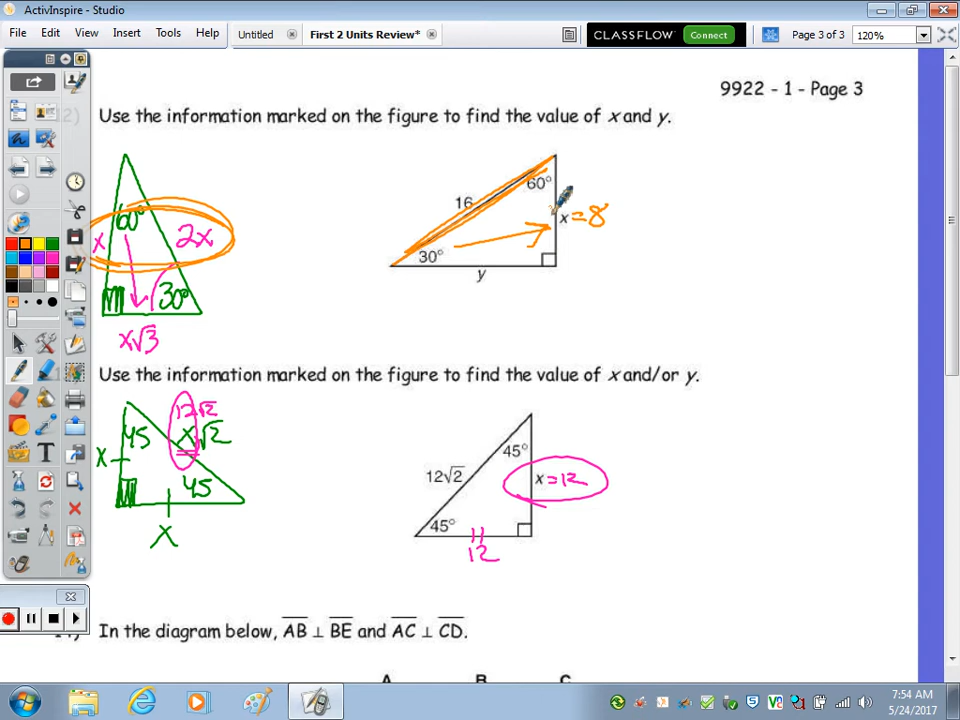 ActivInspire - Studio
File Edit View Insert Tools Help Untitled First 2 Units Review* CLASSFLOW Connect Page 3 of 3 120%
9922 - 1 - Page 3
12) Use the information marked on the figure to find the value of x and y.
60°
x 2x
30°
x√3
16 60°
x = 8
30°
y
Use the information marked on the figure to find the value of x and/or y.
12√2
45 x√2
x
45
x
45°
12√2 x = 12
45°
12
In the diagram below, AB ⊥ BE and AC ⊥ CD.
A B C
7:54 AM
5/24/2017